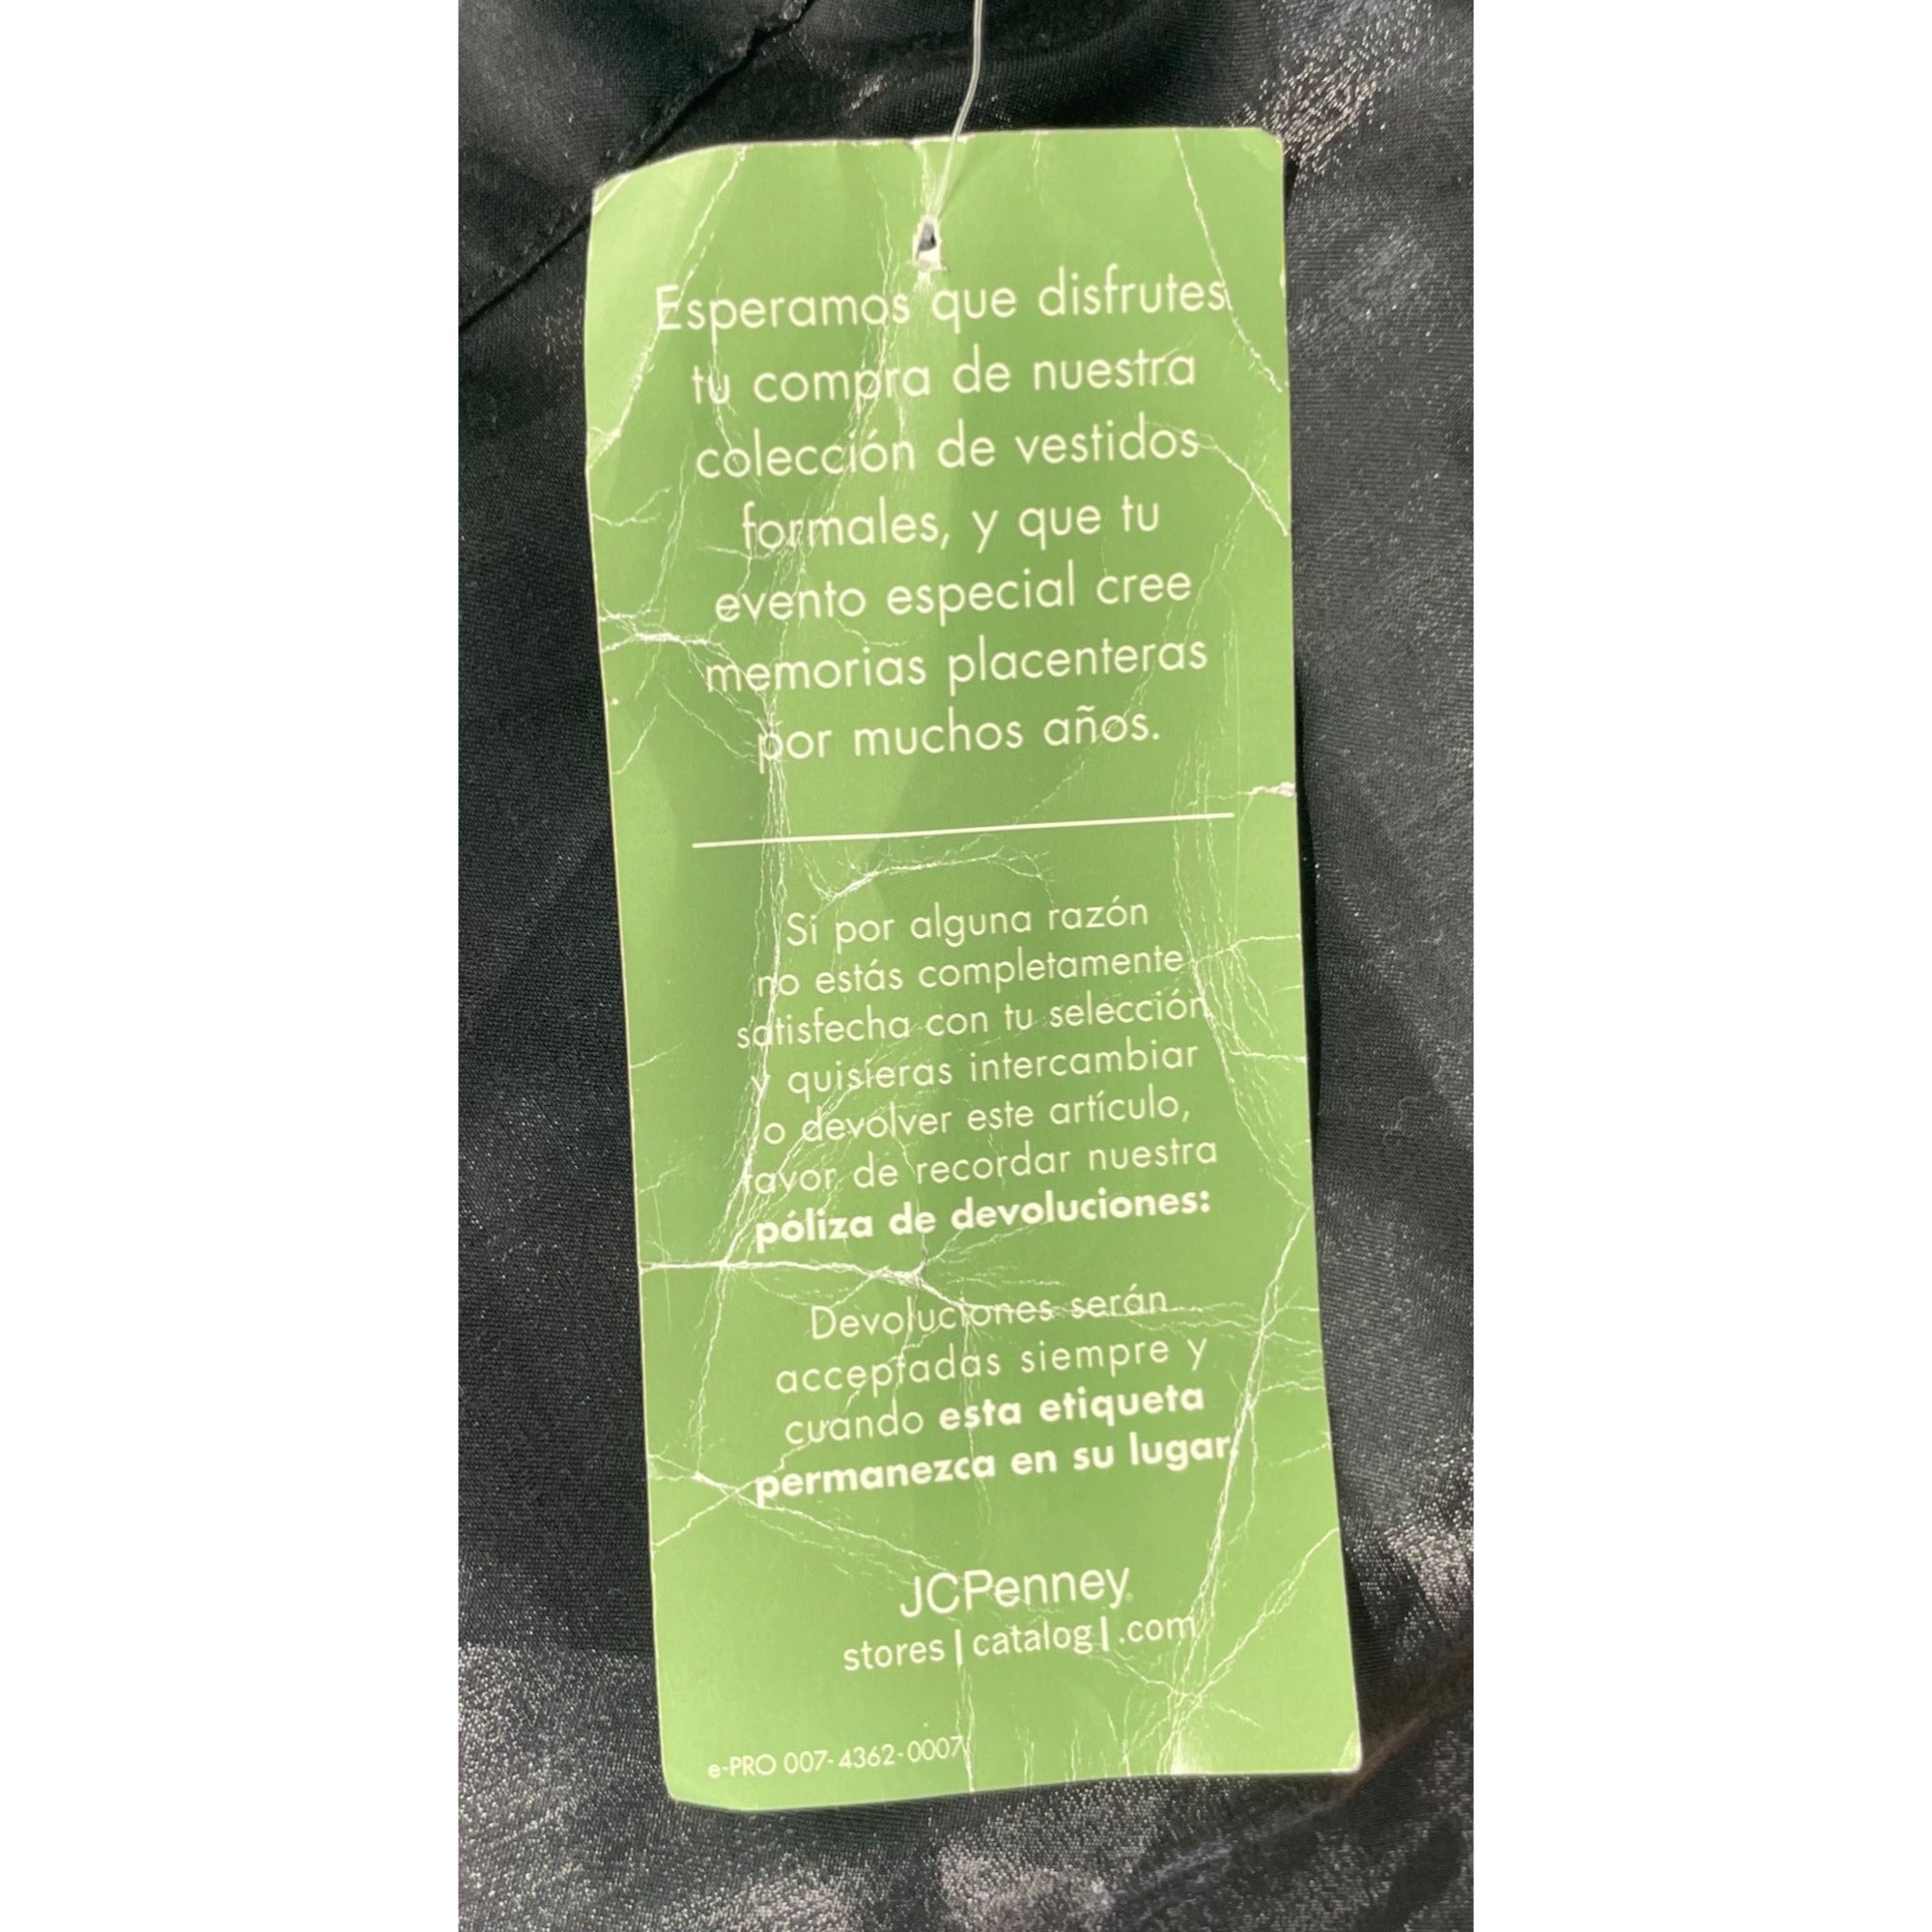 Esperamos que disfrutes
tu compra de nuestra
colección de vestidos
formales, y que tu
evento especial cree
memorias placenteras
por muchos años.
Si por alguna razón
no estás completamente
satisfecha con tu selección
y quisieras intercambiar
o devolver este artículo,
favor de recordar nuestra
póliza de devoluciones:
Devoluciones serán
acceptadas siempre y
cuando esta etiqueta
permanezca en su lugar.
JCPenney
stores|catalog|.com
e-PRO 007-4362-0007